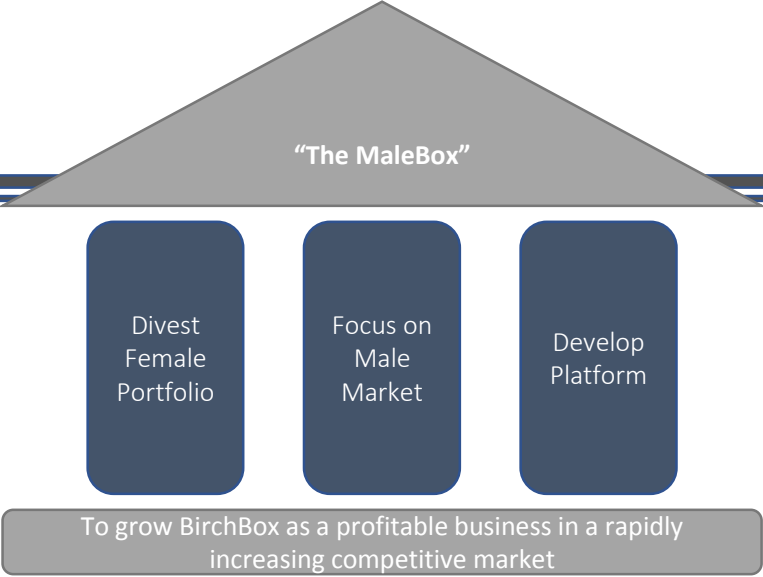 “The MaleBox”
Divest
Female
Portfolio
Focus on
Male
Market
Develop
Platform
To grow BirchBox as a profitable business in a rapidly
increasing competitive market